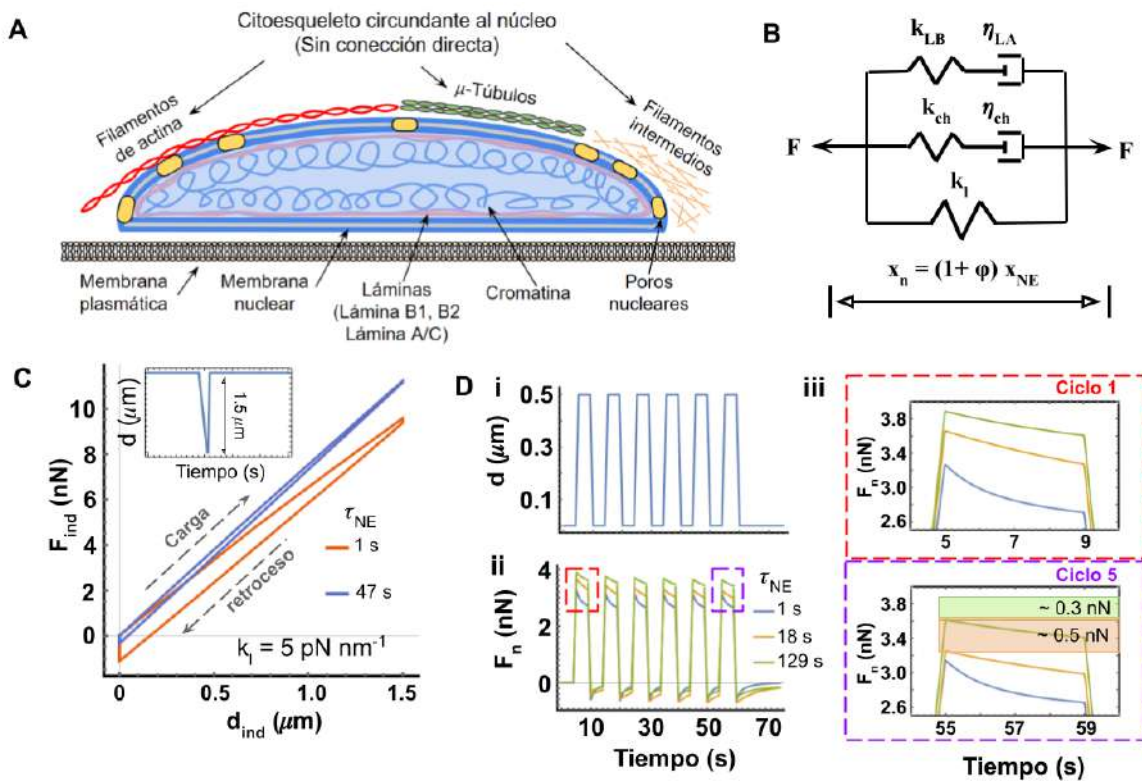 A
Citoesqueleto circundante al núcleo
(Sin conección directa)
Filamentos
de actina
μ-Túbulos
Filamentos
intermedios
Membrana
plasmática
Membrana
nuclear
Láminas
(Lámina B1, B2
Lámina A/C)
Cromatina
Poros
nucleares
B
k_LB
η_LA
k_ch
η_ch
F
F
k_l
x_n = (1+ φ) x_NE
C
F_ind (nN)
10
8
6
4
2
0
d (μm)
1.5 μm
Tiempo (s)
Carga
retroceso
τ_NE
1 s
47 s
k_l = 5 pN nm⁻¹
0
0.5
1.0
1.5
d_ind (μm)
D
i
d (μm)
0.5
0.3
0.1
ii
F_n (nN)
4
2
0
τ_NE
1 s
18 s
129 s
10
30
50
70
Tiempo (s)
iii
Ciclo 1
F_n (nN)
3.8
3.4
3.0
2.6
5
7
9
Ciclo 5
F_n (nN)
3.8
3.4
3.0
2.6
~ 0.3 nN
~ 0.5 nN
55
57
59
Tiempo (s)